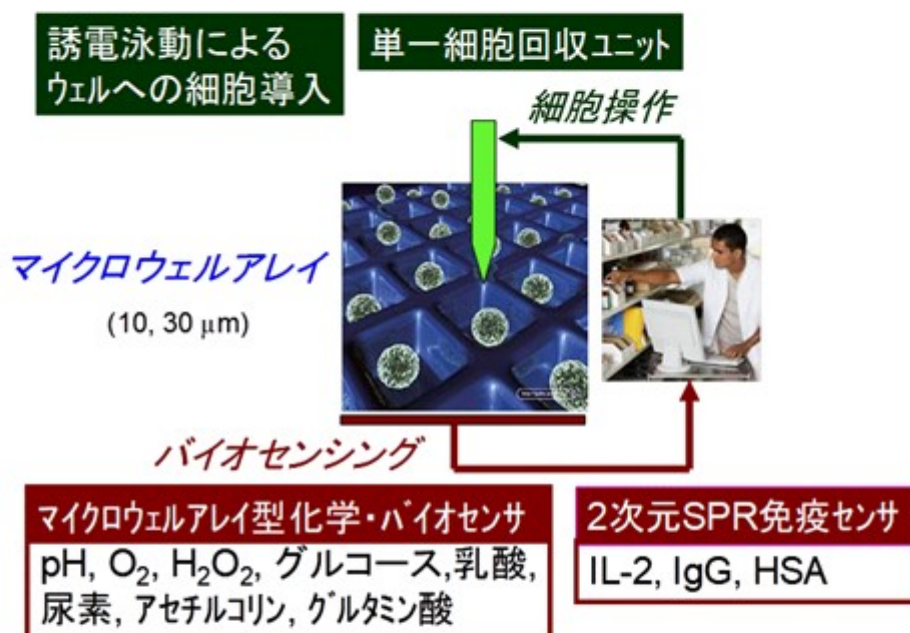 誘電泳動による
ウェルへの細胞導入
単一細胞回収ユニット
細胞操作
マイクロウェルアレイ
(10, 30 μm)
バイオセンシング
マイクロウェルアレイ型化学・バイオセンサ
pH, O₂, H₂O₂, グルコース,乳酸,
尿素, アセチルコリン, グルタミン酸
2次元SPR免疫センサ
IL-2, IgG, HSA